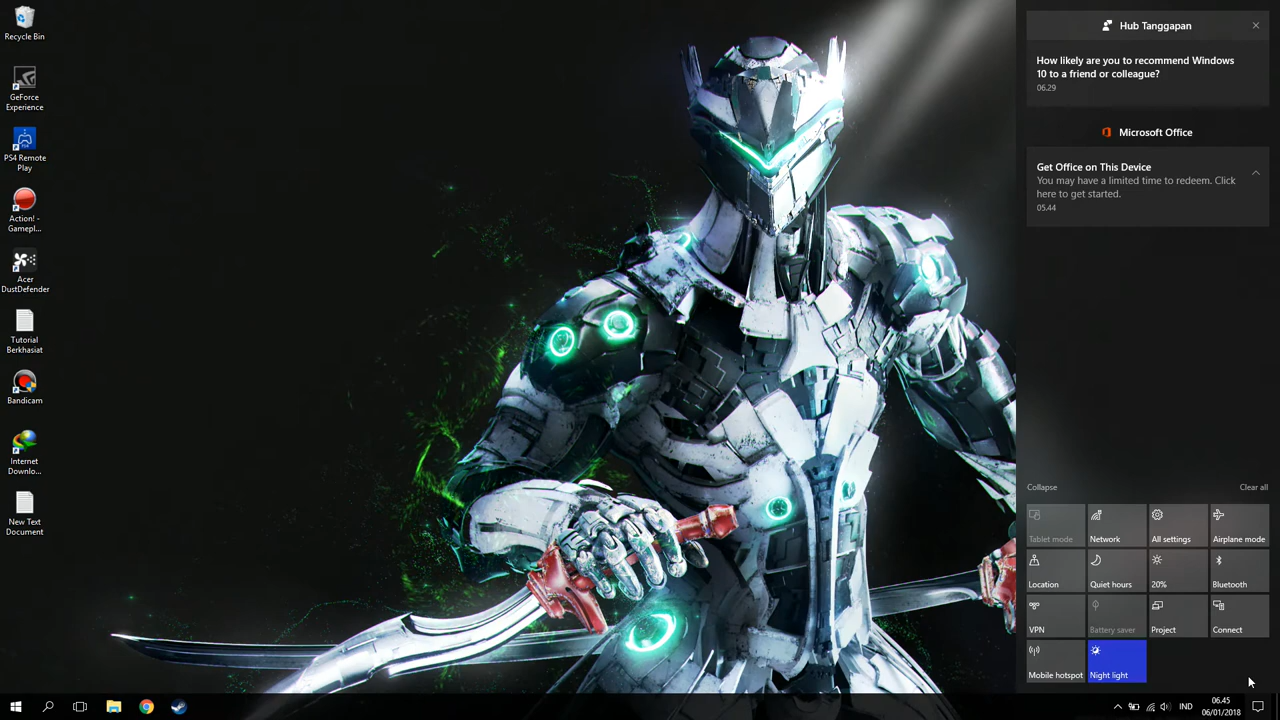 Recycle Bin
GeForce
Experience
PS4 Remote
Play
Action! -
Gamepl...
Acer
DustDefender
Tutorial
Berkhasiat
Bandicam
Internet
Downlo...
New Text
Document
Hub Tanggapan
How likely are you to recommend Windows
10 to a friend or colleague?
06.29
Microsoft Office
Get Office on This Device
You may have a limited time to redeem. Click
here to get started.
05.44
Collapse Clear all
Tablet mode Network All settings Airplane mode
Location Quiet hours 20% Bluetooth
VPN Battery saver Project Connect
Mobile hotspot Night light
IND
06.45
06/01/2018